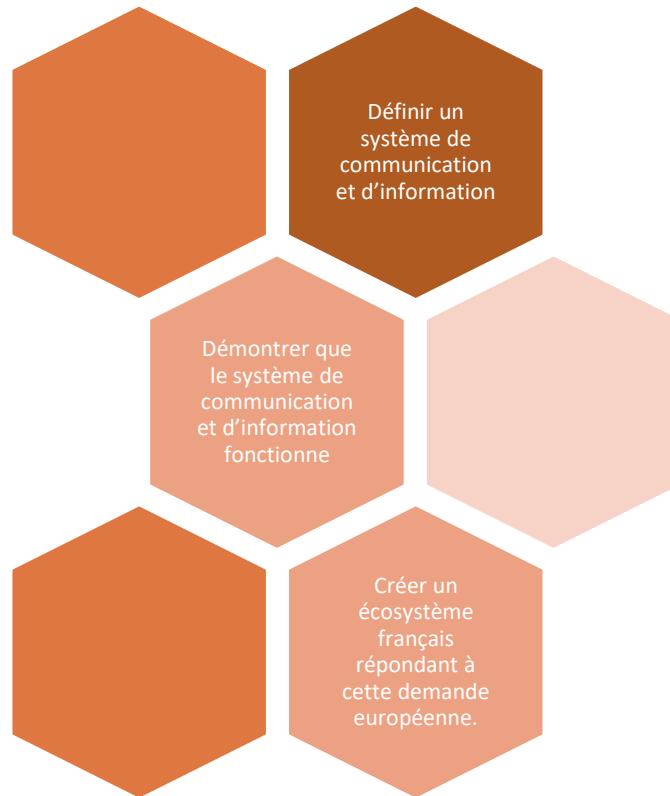 Définir un
système de
communication
et d’information
Démontrer que
le système de
communication
et d’information
fonctionne
Créer un
écosystème
français
répondant à
cette demande
européenne.